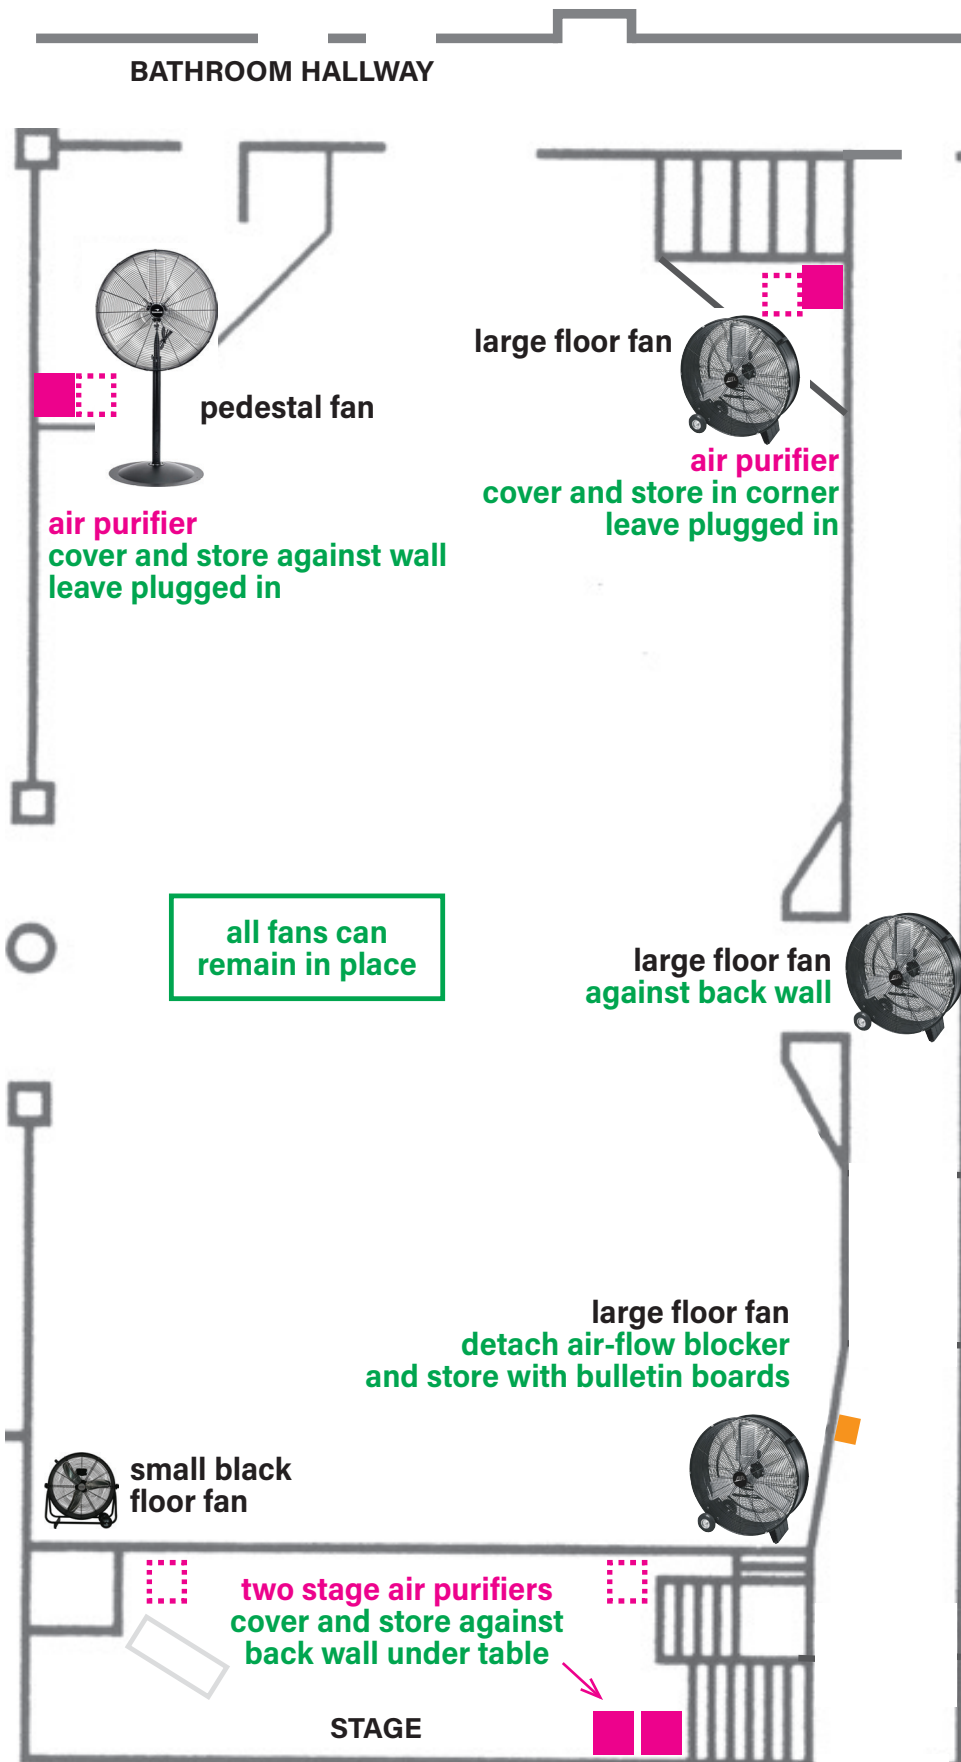 BATHROOM HALLWAY
large floor fan
pedestal fan
air purifier
cover and store in corner
leave plugged in
air purifier
cover and store against wall
leave plugged in
all fans can
remain in place
large floor fan
against back wall
large floor fan
detach air-flow blocker
and store with bulletin boards
small black
floor fan
two stage air purifiers
cover and store against
back wall under table
STAGE